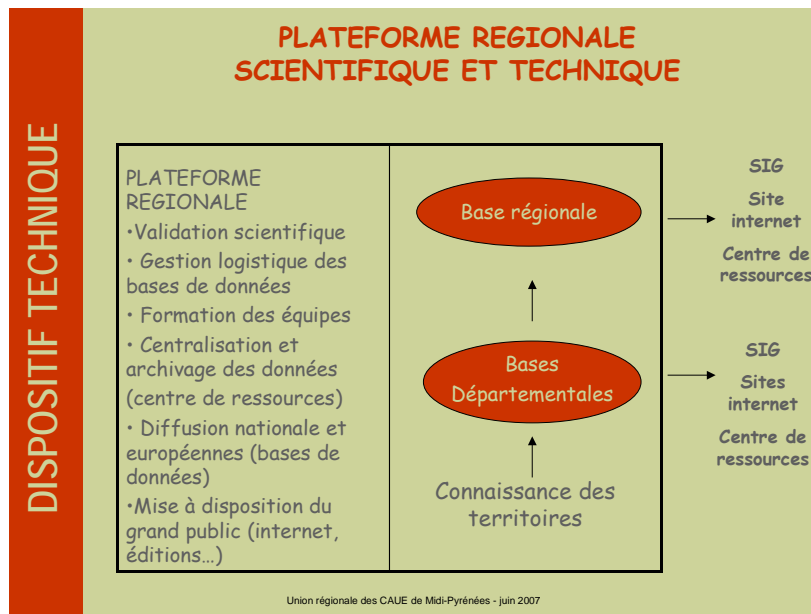 PLATEFORME REGIONALE
SCIENTIFIQUE ET TECHNIQUE
DISPOSITIF TECHNIQUE
PLATEFORME
REGIONALE
•Validation scientifique
• Gestion logistique des
bases de données
• Formation des équipes
• Centralisation et
archivage des données
(centre de ressources)
• Diffusion nationale et
européennes (bases de
données)
•Mise à disposition du
grand public (internet,
éditions…)
Base régionale
Bases
Départementales
Connaissance des
territoires
SIG
Site
internet
Centre de
ressources
SIG
Sites
internet
Centre de
ressources
Union régionale des CAUE de Midi-Pyrénées - juin 2007